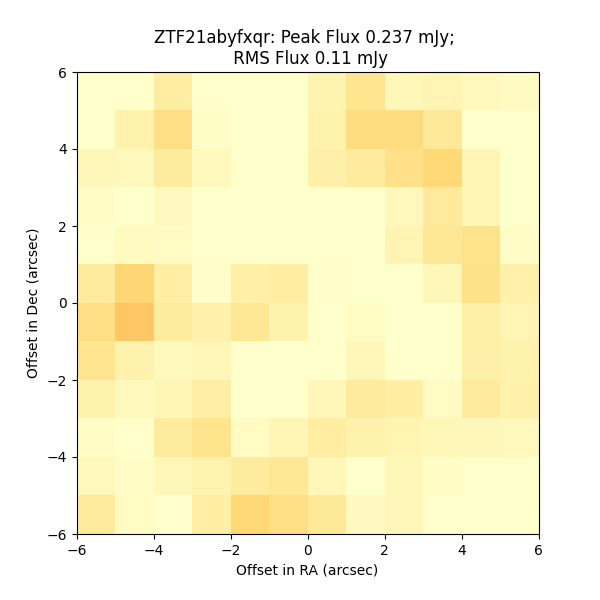 ZTF21abyfxqr: Peak Flux 0.237 mJy;
RMS Flux 0.11 mJy
6
4
2
0
−2
−4
−6
Offset in Dec (arcsec)
−6 −4 −2 0 2 4 6
Offset in RA (arcsec)